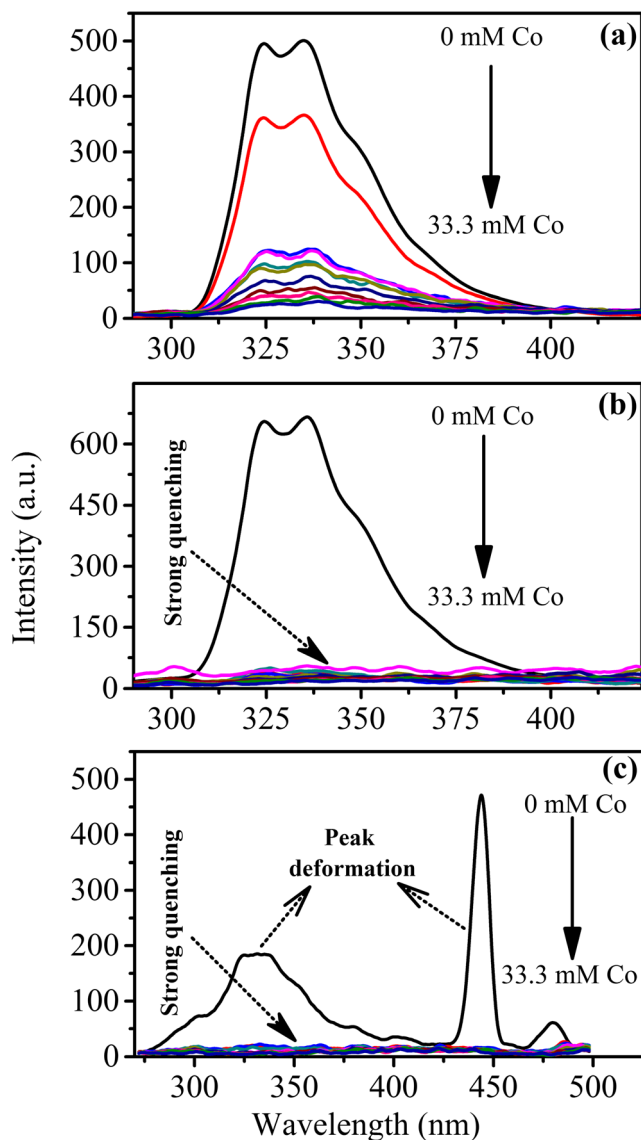 (a)
0 mM Co
33.3 mM Co
500
400
300
200
100
0
300 325 350 375 400
(b)
0 mM Co
33.3 mM Co
Strong quenching
600
450
300
150
0
300 325 350 375 400
Intensity (a.u.)
(c)
0 mM Co
33.3 mM Co
Peak
deformation
Strong quenching
500
400
300
200
100
0
300 350 400 450 500
Wavelength (nm)